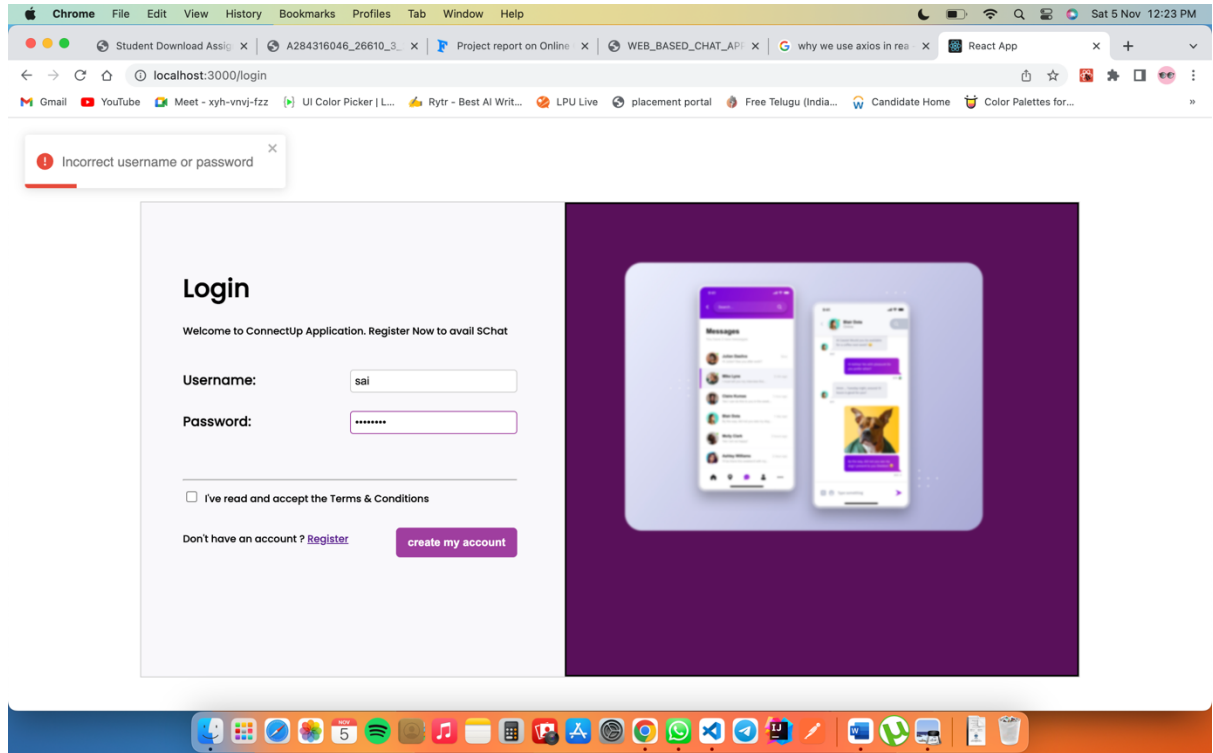 Chrome File Edit View History Bookmarks Profiles Tab Window Help Sat 5 Nov 12:23 PM
Student Download Assig A284316046_26610_3_ Project report on Online WEB_BASED_CHAT_AP why we use axios in rea React App
localhost:3000/login
Gmail YouTube Meet - xyh-vnvj-fzz UI Color Picker | L... Rytr - Best AI Writ... LPU Live placement portal Free Telugu (India... Candidate Home Color Palettes for... »
Incorrect username or password
Login
Welcome to ConnectUp Application. Register Now to avail SChat
Username: sai
Password: ••••••••
I've read and accept the Terms & Conditions
Don't have an account ? Register create my account
Messages
NOV
5